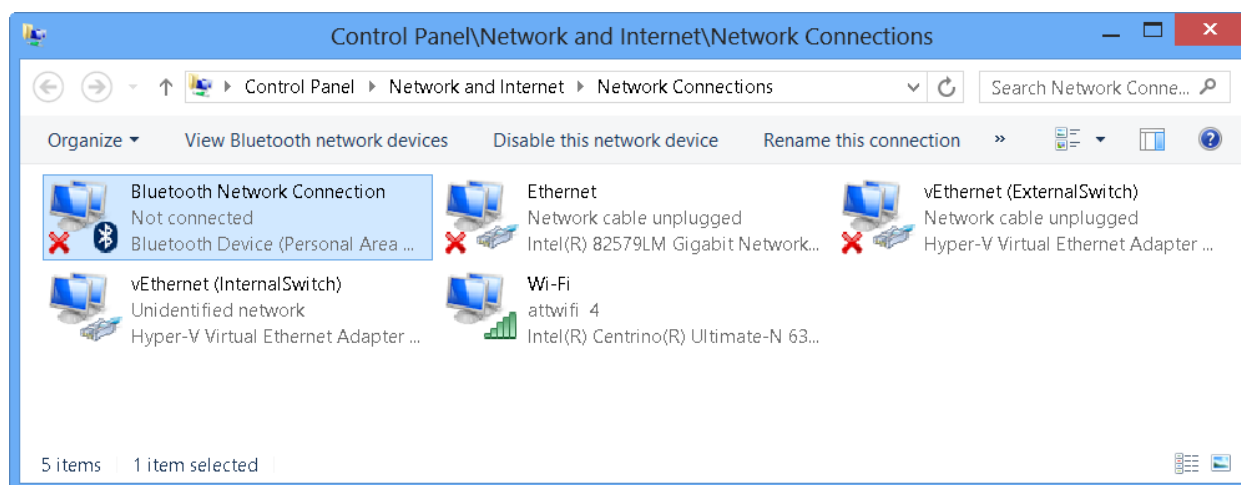 Control Panel\Network and Internet\Network Connections
Control Panel Network and Internet Network Connections Search Network Conne...
Organize View Bluetooth network devices Disable this network device Rename this connection »
Bluetooth Network Connection
Not connected
Bluetooth Device (Personal Area ...
Ethernet
Network cable unplugged
Intel(R) 82579LM Gigabit Network...
vEthernet (ExternalSwitch)
Network cable unplugged
Hyper-V Virtual Ethernet Adapter ...
vEthernet (InternalSwitch)
Unidentified network
Hyper-V Virtual Ethernet Adapter ...
Wi-Fi
attwifi 4
Intel(R) Centrino(R) Ultimate-N 63...
5 items 1 item selected